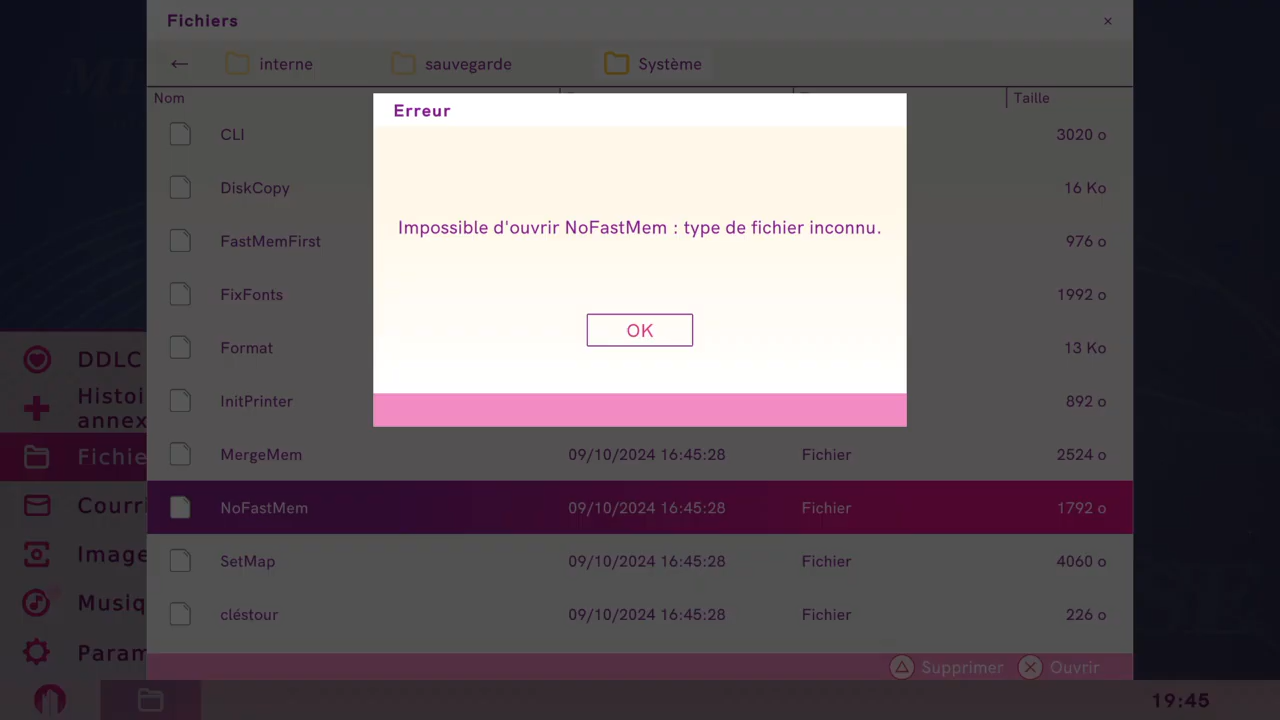 Fichiers
×
← interne sauvegarde Système
Nom Taille
CLI 3020 o
DiskCopy 16 Ko
FastMemFirst 976 o
FixFonts 1992 o
Format 13 Ko
InitPrinter 892 o
MergeMem 09/10/2024 16:45:28 Fichier 2524 o
NoFastMem 09/10/2024 16:45:28 Fichier 1792 o
SetMap 09/10/2024 16:45:28 Fichier 4060 o
cléstour 09/10/2024 16:45:28 Fichier 226 o
Erreur
Impossible d'ouvrir NoFastMem : type de fichier inconnu.
OK
DDLC
Histoi
annex
Fichie
Courri
Image
Musiq
Param
Supprimer Ouvrir
19:45